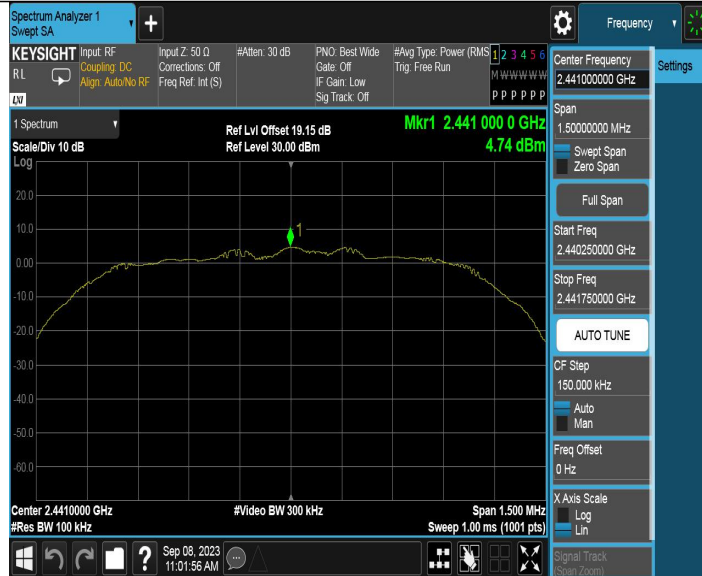 Spectrum Analyzer 1
Swept SA
+
Frequency
KEYSIGHT
RL
LXI
Input: RF
Coupling: DC
Align: Auto/No RF
Input Z: 50 Ω
Corrections: Off
Freq Ref: Int (S)
#Atten: 30 dB
PNO: Best Wide
Gate: Off
IF Gain: Low
Sig Track: Off
#Avg Type: Power (RMS
Trig: Free Run
1 2 3 4 5 6
M W W W W W
P P P P P P
1 Spectrum
Scale/Div 10 dB
Log
Ref Lvl Offset 19.15 dB
Ref Level 30.00 dBm
Mkr1 2.441 000 0 GHz
4.74 dBm
20.0
10.0
0.00
-10.0
-20.0
-30.0
-40.0
-50.0
-60.0
1
Center 2.4410000 GHz
#Res BW 100 kHz
#Video BW 300 kHz
Span 1.500 MHz
Sweep 1.00 ms (1001 pts)
?
Sep 08, 2023
11:01:56 AM
Settings
Center Frequency
2.441000000 GHz
Span
1.50000000 MHz
Swept Span
Zero Span
Full Span
Start Freq
2.440250000 GHz
Stop Freq
2.441750000 GHz
AUTO TUNE
CF Step
150.000 kHz
Auto
Man
Freq Offset
0 Hz
X Axis Scale
Log
Lin
Signal Track
(Span Zoom)